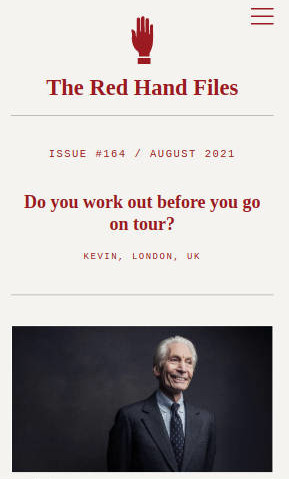 The Red Hand Files
ISSUE #164 / AUGUST 2021
Do you work out before you go
on tour?
KEVIN, LONDON, UK